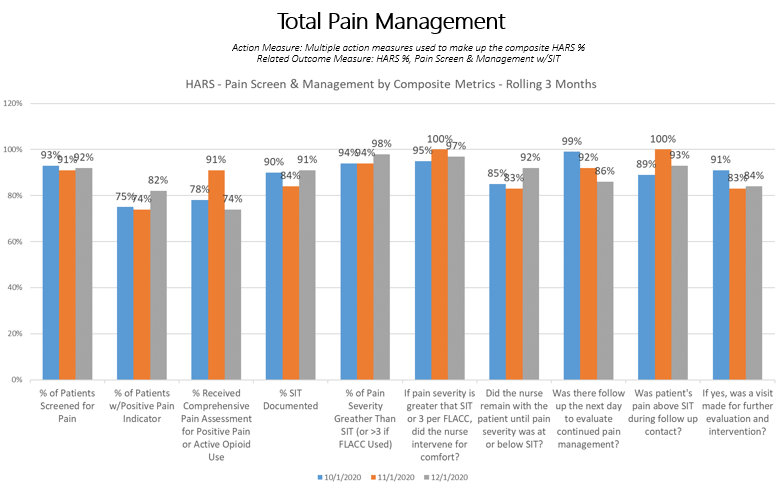 Total Pain Management
Action Measure: Multiple action measures used to make up the composite HARS %
Related Outcome Measure: HARS %, Pain Screen & Management w/SIT
HARS - Pain Screen & Management by Composite Metrics - Rolling 3 Months
120%
100%
80%
60%
40%
20%
0%
93% 91% 92%
75% 74% 82%
78% 91% 74%
90% 84% 91%
94% 94% 98%
95% 100% 97%
85% 83% 92%
99% 92% 86%
89% 100% 93%
91% 83% 84%
% of Patients
Screened for
Pain
% of Patients
w/Positive Pain
Indicator
% Received
Comprehensive
Pain Assessment
for Positive Pain
or Active Opioid
Use
% SIT
Documented
% of Pain
Severity
Greather Than
SIT (or >3 if
FLACC Used)
If pain severity is
greater that SIT
or 3 per FLACC,
did the nurse
intervene for
comfort?
Did the nurse
remain with the
patient until pain
severity was at
or below SIT?
Was there follow
up the next day
to evaluate
continued pain
management?
Was patient's
pain above SIT
during follow up
contact?
If yes, was a visit
made for further
evaluation and
intervention?
10/1/2020 11/1/2020 12/1/2020